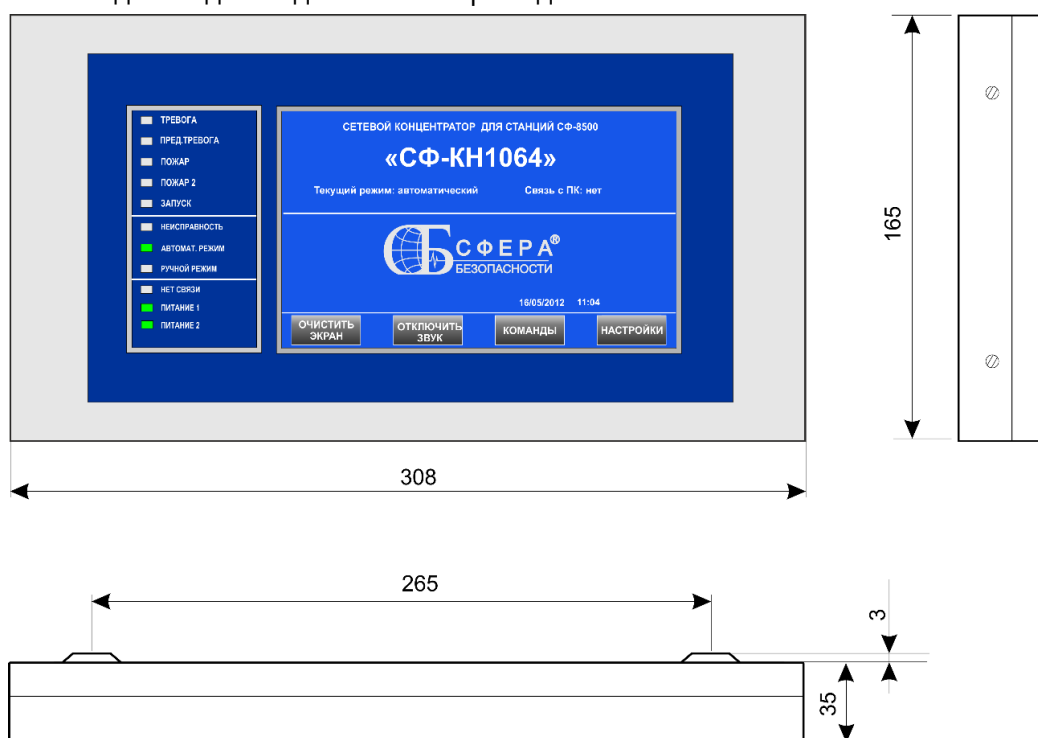 ТРЕВОГА
ПРЕД.ТРЕВОГА
ПОЖАР
ПОЖАР 2
ЗАПУСК
НЕИСПРАВНОСТЬ
АВТОМАТ. РЕЖИМ
РУЧНОЙ РЕЖИМ
НЕТ СВЯЗИ
ПИТАНИЕ 1
ПИТАНИЕ 2
СЕТЕВОЙ КОНЦЕНТРАТОР ДЛЯ СТАНЦИЙ СФ-8500
«СФ-КН1064»
Текущий режим: автоматический Связь с ПК: нет
СБ СФЕРА®
БЕЗОПАСНОСТИ
16/05/2012 11:04
ОЧИСТИТЬ
ЭКРАН
ОТКЛЮЧИТЬ
ЗВУК
КОМАНДЫ
НАСТРОЙКИ
165
308
265
3
35